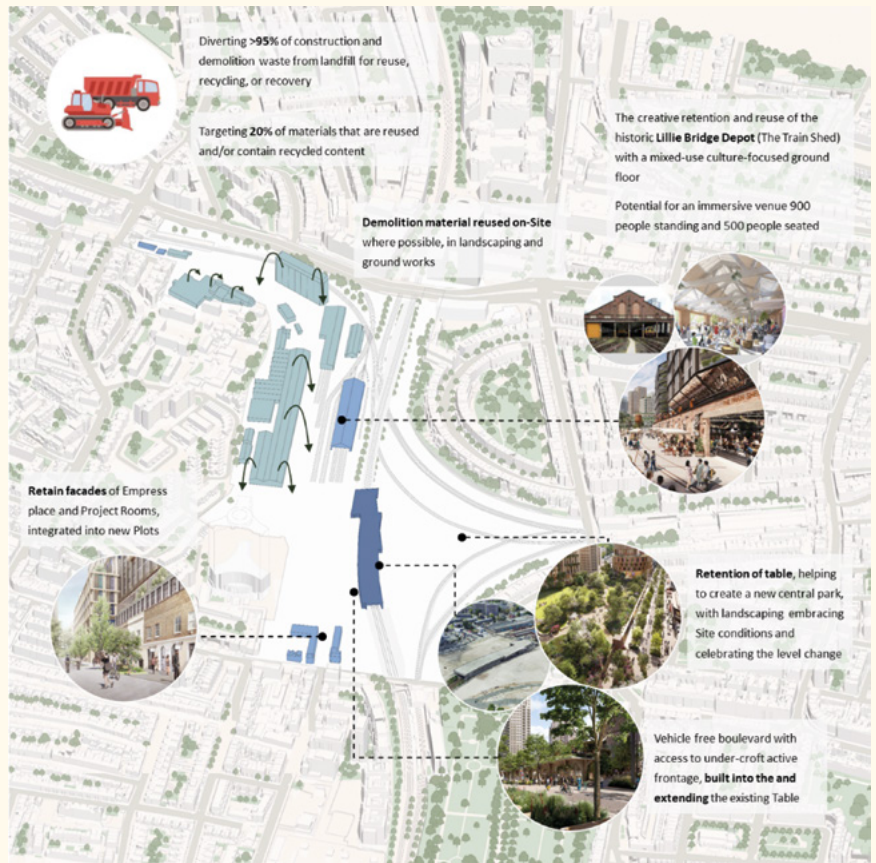 Diverting >95% of construction and
demolition waste from landfill for reuse,
recycling, or recovery
Targeting 20% of materials that are reused
and/or contain recycled content
The creative retention and reuse of the
historic Lillie Bridge Depot (The Train Shed)
with a mixed-use culture-focused ground
floor
Potential for an immersive venue 900
people standing and 500 people seated
Demolition material reused on-Site
where possible, in landscaping and
ground works
Retain facades of Empress
place and Project Rooms,
integrated into new Plots
Retention of table, helping
to create a new central park,
with landscaping embracing
Site conditions and
celebrating the level change
Vehicle free boulevard with
access to under-croft active
frontage, built into the and
extending the existing Table